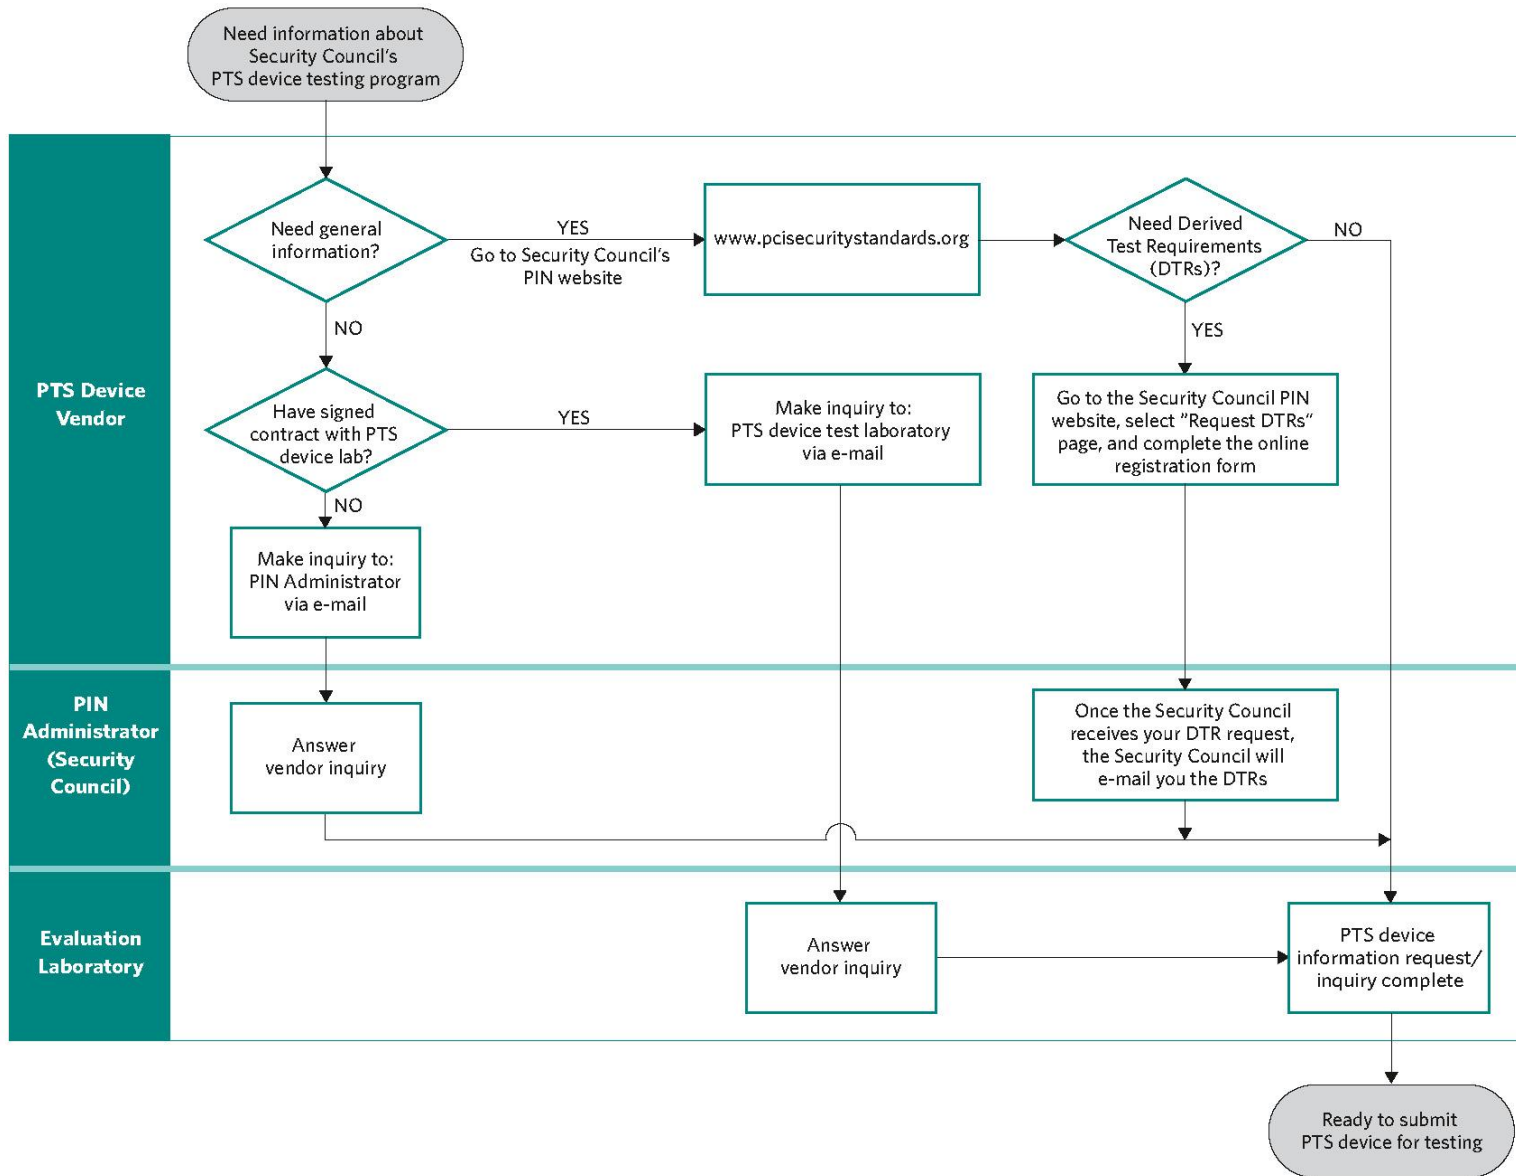 Need information about
Security Council's
PTS device testing program
PTS Device
Vendor
Need general
information?
YES
Go to Security Council's
PIN website
www.pcisecuritystandards.org
Need Derived
Test Requirements
(DTRs)?
NO
NO
YES
Have signed
contract with PTS
device lab?
YES
Make inquiry to:
PTS device test laboratory
via e-mail
Go to the Security Council PIN
website, select "Request DTRs"
page, and complete the online
registration form
NO
Make inquiry to:
PIN Administrator
via e-mail
PIN
Administrator
(Security
Council)
Answer
vendor inquiry
Once the Security Council
receives your DTR request,
the Security Council will
e-mail you the DTRs
Evaluation
Laboratory
Answer
vendor inquiry
PTS device
information request/
inquiry complete
Ready to submit
PTS device for testing